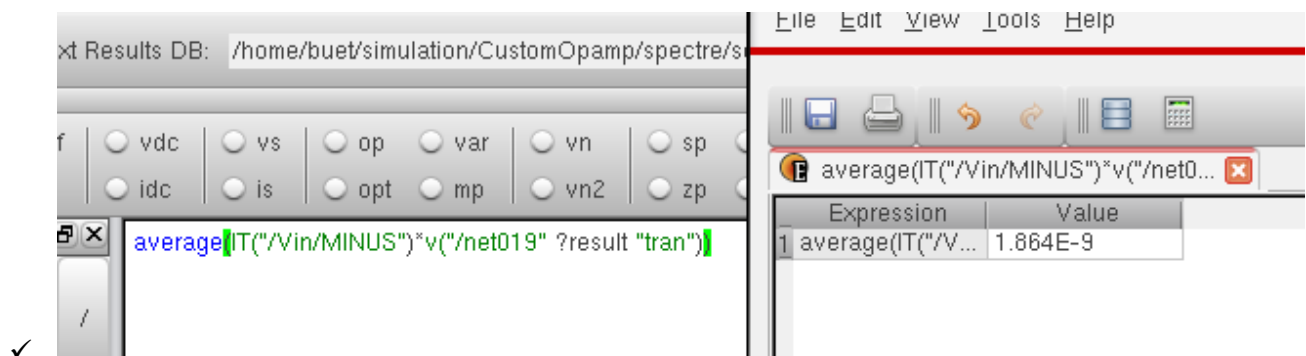 xt Results DB: /home/buet/simulation/CustomOpamp/spectre/s
File Edit View Tools Help
f vdc vs op var vn sp
idc is opt mp vn2 zp
average(IT("/Vin/MINUS")*v("/net0...
average(IT("/Vin/MINUS")*v("/net019" ?result "tran"))
Expression Value
1 average(IT("/V... 1.864E-9
/
✓